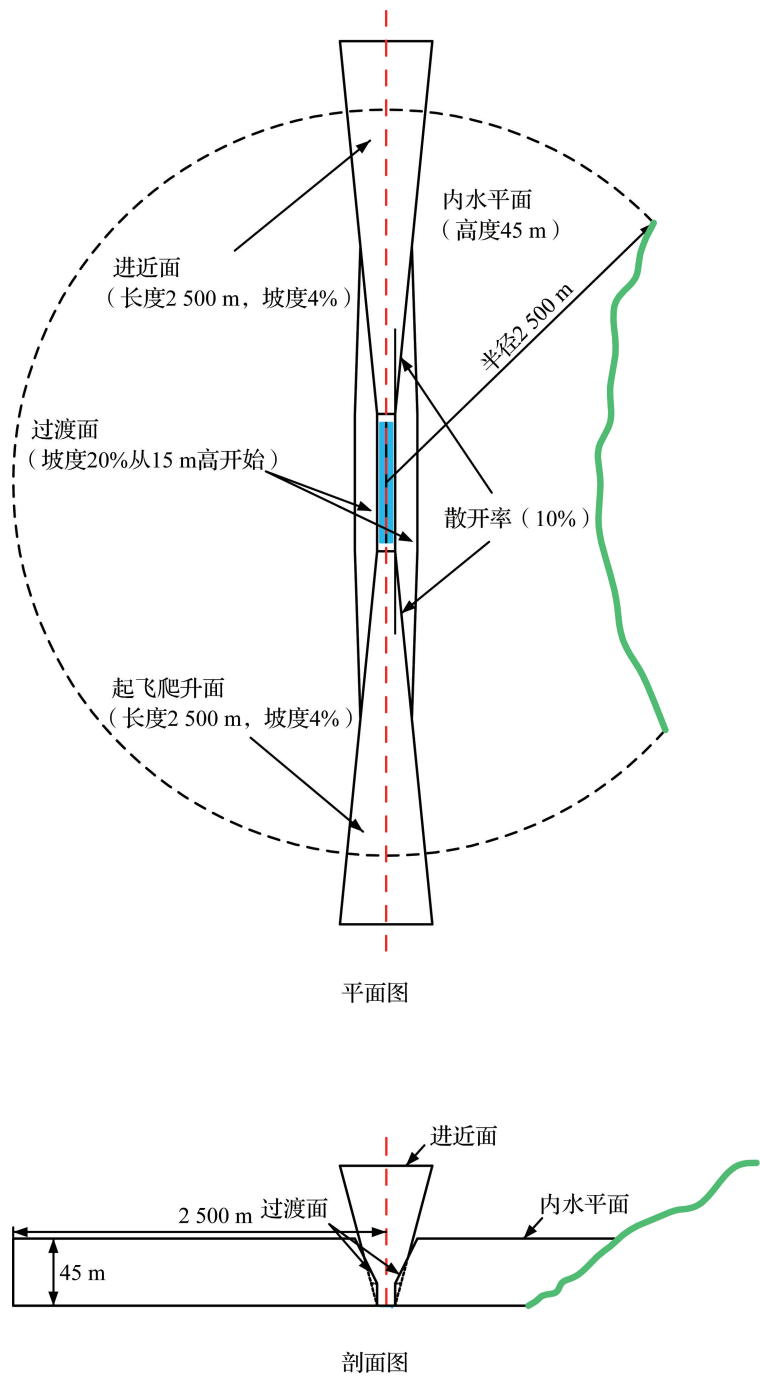 内水平面
（高度45 m）
进近面
（长度2 500 m，坡度4%）
半径2 500 m
过渡面
（坡度20%从15 m高开始）
散开率（10%）
起飞爬升面
（长度2 500 m，坡度4%）
平面图
进近面
2 500 m
过渡面
内水平面
45 m
剖面图